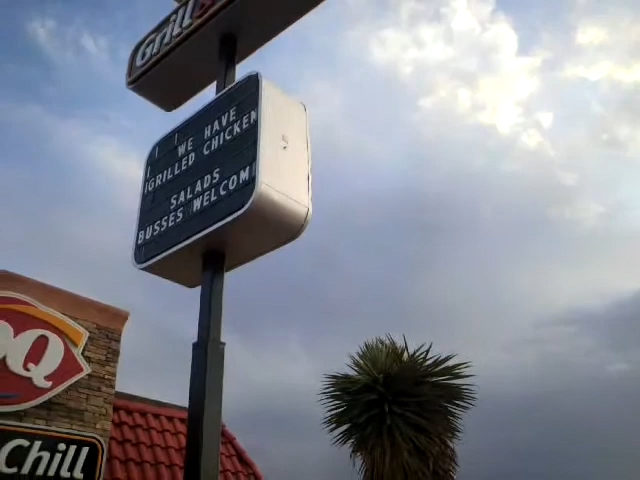 Grill&
WE HAVE
GRILLED CHICKEN
SALADS
BUSSES WELCOM
DQ
Chill